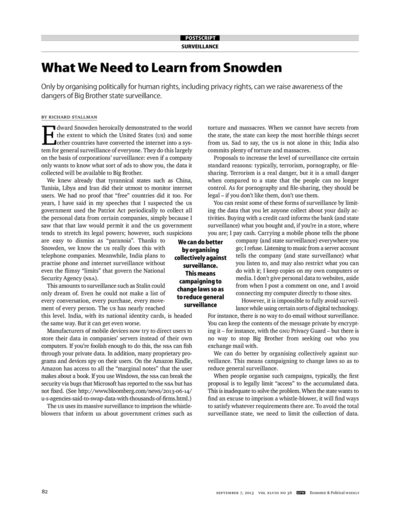 POSTSCRIPT
SURVEILLANCE
What We Need to Learn from Snowden
Only by organising politically for human rights, including privacy rights, can we raise awareness of the
dangers of Big Brother state surveillance.
BY RICHARD STALLMAN
Edward Snowden heroically demonstrated to the world
the extent to which the United States (US) and some
other countries have converted the internet into a sys-
tem for general surveillance of everyone. They do this largely
on the basis of corporations' surveillance: even if a company
only wants to know what sort of ads to show you, the data it
collected will be available to Big Brother.
We knew already that tyrannical states such as China,
Tunisia, Libya and Iran did their utmost to monitor internet
users. We had no proof that "free" countries did it too. For
years, I have said in my speeches that I suspected the US
government used the Patriot Act periodically to collect all
the personal data from certain companies, simply because I
saw that that law would permit it and the US government
tends to stretch its legal powers; however, such suspicions
are easy to dismiss as "paranoia". Thanks to
Snowden, we know the US really does this with
telephone companies. Meanwhile, India plans to
practise phone and internet surveillance without
even the flimsy "limits" that govern the National
Security Agency (NSA).
This amounts to surveillance such as Stalin could
only dream of. Even he could not make a list of
every conversation, every purchase, every move-
ment of every person. The US has nearly reached
this level. India, with its national identity cards, is headed
the same way. But it can get even worse.
Manufacturers of mobile devices now try to direct users to
store their data in companies' servers instead of their own
computers. If you're foolish enough to do this, the NSA can fish
through your private data. In addition, many proprietary pro-
grams and devices spy on their users. On the Amazon Kindle,
Amazon has access to all the "marginal notes" that the user
makes about a book. If you use Windows, the NSA can break the
security via bugs that Microsoft has reported to the NSA but has
not fixed. (See http://www.bloomberg.com/news/2013-06-14/
u-s-agencies-said-to-swap-data-with-thousands-of-firms.html.)
The US uses its massive surveillance to imprison the whistle-
blowers that inform us about government crimes such as
We can do better
by organising
collectively against
surveillance.
This means
campaigning to
change laws so as
to reduce general
surveillance
torture and massacres. When we cannot have secrets from
the state, the state can keep the most horrible things secret
from us. Sad to say, the US is not alone in this; India also
commits plenty of torture and massacres.
Proposals to increase the level of surveillance cite certain
standard reasons: typically, terrorism, pornography, or file-
sharing. Terrorism is a real danger, but it is a small danger
when compared to a state that the people can no longer
control. As for pornography and file-sharing, they should be
legal – if you don't like them, don't use them.
You can resist some of these forms of surveillance by limit-
ing the data that you let anyone collect about your daily ac-
tivities. Buying with a credit card informs the bank (and state
surveillance) what you bought and, if you're in a store, where
you are; I pay cash. Carrying a mobile phone tells the phone
company (and state surveillance) everywhere you
go; I refuse. Listening to music from a server account
tells the company (and state surveillance) what
you listen to, and may also restrict what you can
do with it; I keep copies on my own computers or
media. I don't give personal data to websites, aside
from when I post a comment on one, and I avoid
connecting my computer directly to those sites.
However, it is impossible to fully avoid surveil-
lance while using certain sorts of digital technology.
For instance, there is no way to do email without surveillance.
You can keep the contents of the message private by encrypt-
ing it – for instance, with the GNU Privacy Guard – but there is
no way to stop Big Brother from seeking out who you
exchange mail with.
We can do better by organising collectively against sur-
veillance. This means campaigning to change laws so as to
reduce general surveillance.
When people organise such campaigns, typically, the first
proposal is to legally limit "access" to the accumulated data.
This is inadequate to solve the problem. When the state wants to
find an excuse to imprison a whistle-blower, it will find ways
to satisfy whatever requirements there are. To avoid the total
surveillance state, we need to limit the collection of data.
82
SEPTEMBER 7, 2013 VOL XLVIII NO 36 EPW Economic & Political WEEKLY